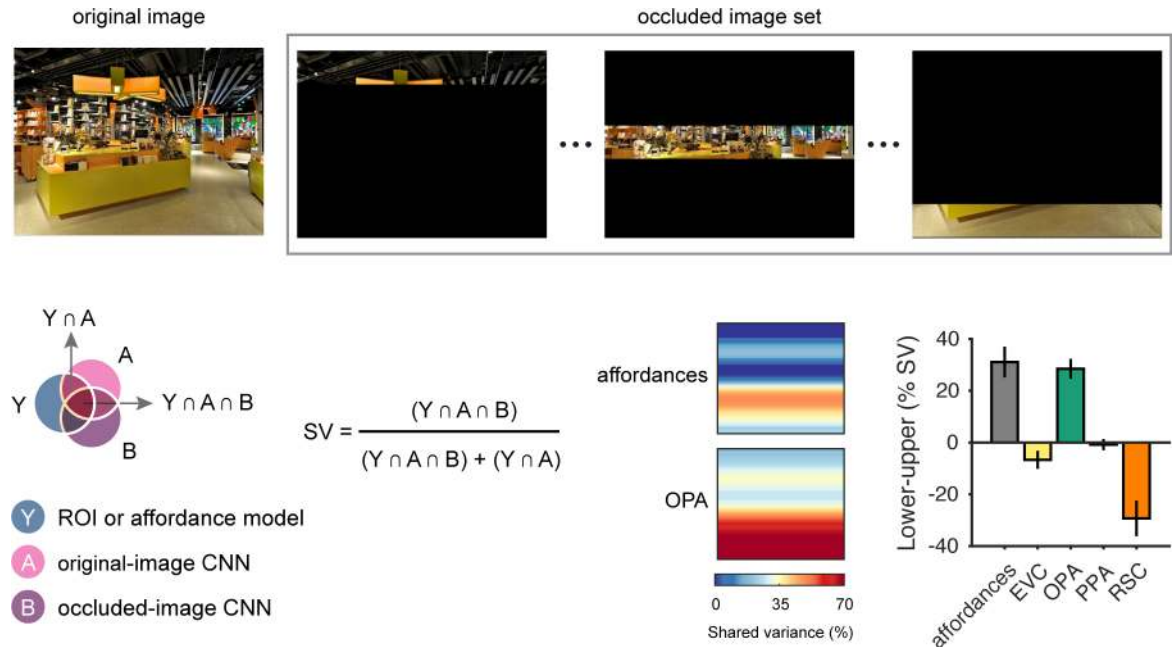 original image
occluded image set
Y ∩ A
A
Y
Y ∩ A ∩ B
B
SV = (Y ∩ A ∩ B) / (Y ∩ A ∩ B) + (Y ∩ A)
Y ROI or affordance model
A original-image CNN
B occluded-image CNN
affordances
OPA
0 35 70
Shared variance (%)
Lower-upper (% SV)
40
20
0
-20
-40
affordances
EVC
OPA
PPA
RSC